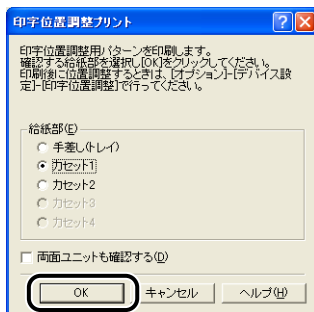 印字位置調整プリント
印字位置調整用パターンを印刷します。
確認する給紙部を選択し[OK]をクリックしてください。
印刷後に位置調整するときは、[オプション]-[デバイス設
定]-[印字位置調整]で行ってください。
給紙部(E)
手差し(トレイ)
カセット1
カセット2
カセット3
カセット4
両面ユニットも確認する(D)
OK キャンセル ヘルプ(H)